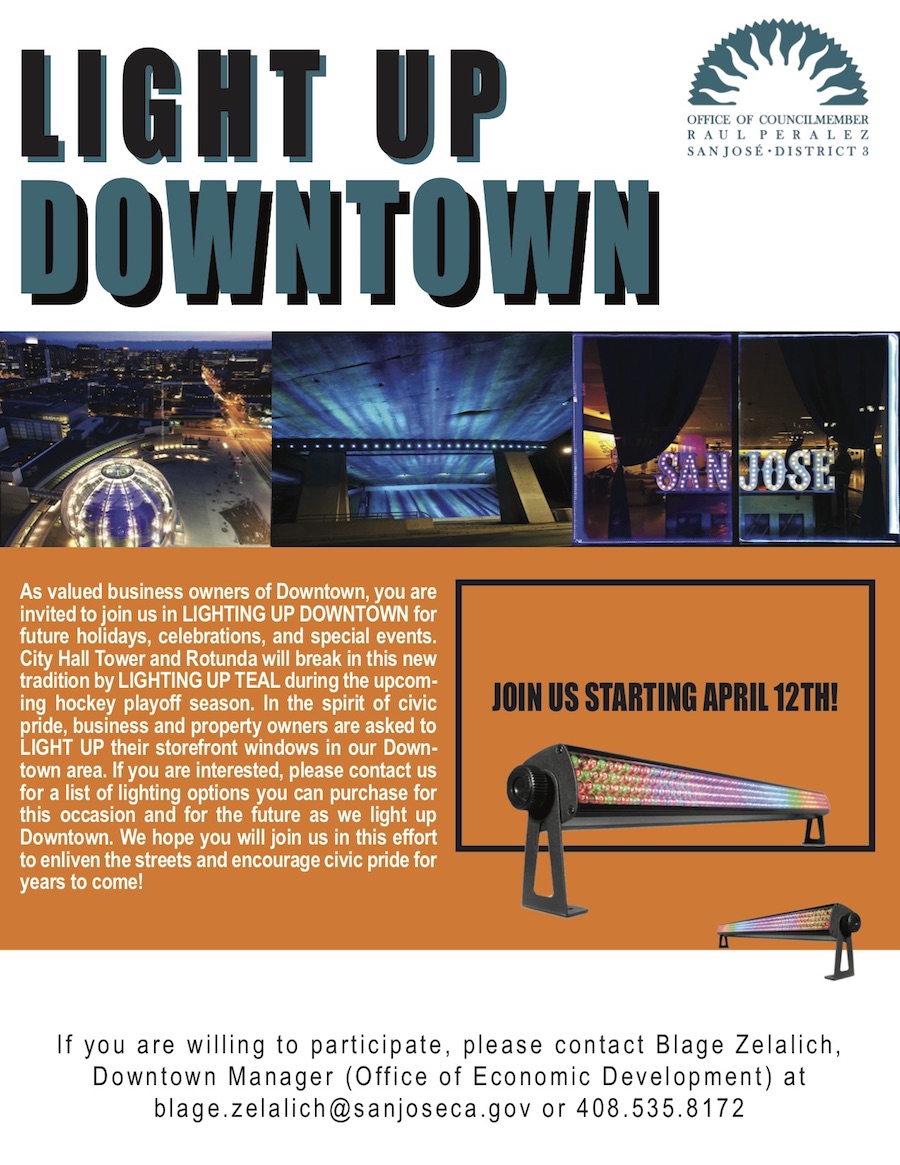 LIGHT UP
DOWNTOWN
OFFICE OF COUNCILMEMBER
RAUL PERALEZ
SAN JOSÉ • DISTRICT 3
SAN JOSE
As valued business owners of Downtown, you are
invited to join us in LIGHTING UP DOWNTOWN for
future holidays, celebrations, and special events.
City Hall Tower and Rotunda will break in this new
tradition by LIGHTING UP TEAL during the upcom-
ing hockey playoff season. In the spirit of civic
pride, business and property owners are asked to
LIGHT UP their storefront windows in our Down-
town area. If you are interested, please contact us
for a list of lighting options you can purchase for
this occasion and for the future as we light up
Downtown. We hope you will join us in this effort
to enliven the streets and encourage civic pride for
years to come!
JOIN US STARTING APRIL 12TH!
If you are willing to participate, please contact Blage Zelalich,
Downtown Manager (Office of Economic Development) at
blage.zelalich@sanjoseca.gov or 408.535.8172